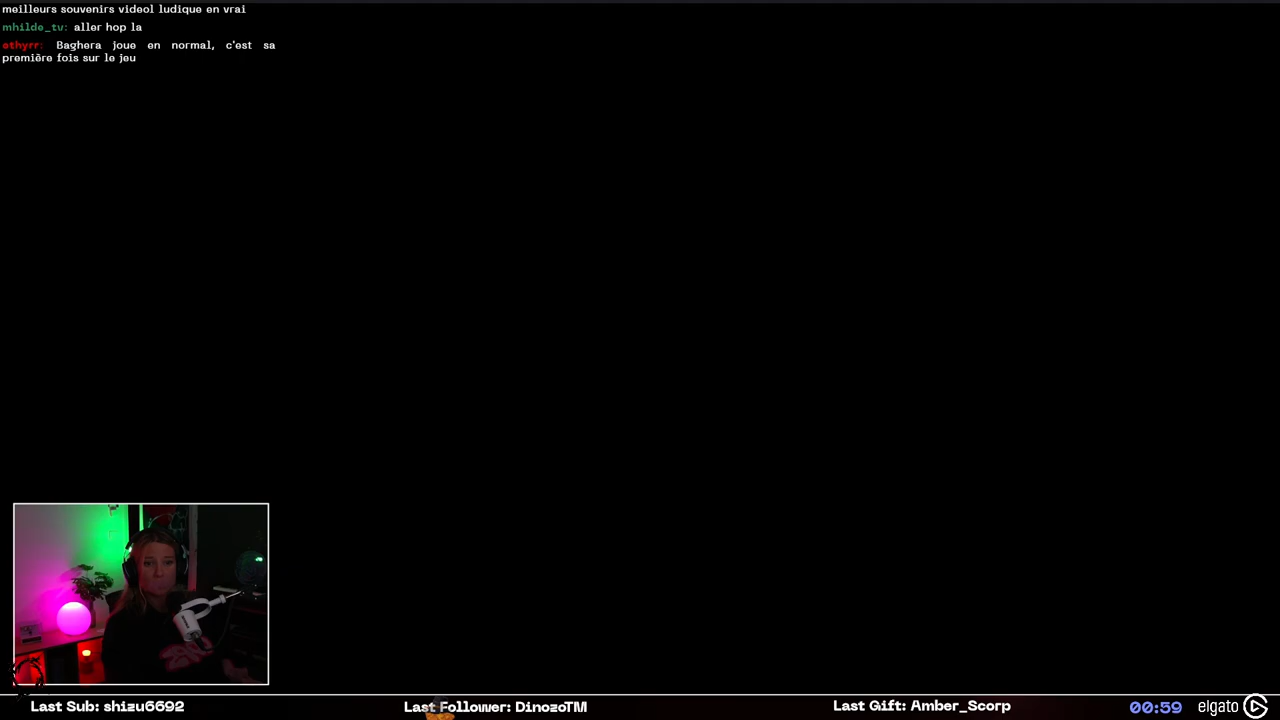 meilleurs souvenirs videol ludique en vrai
mhilde_tv: aller hop la
othyrr: Baghera joue en normal, c'est sa
première fois sur le jeu
Last Sub: shizu6692
Last Follower: DinozoTM
Last Gift: Amber_Scorp
00:59
elgato